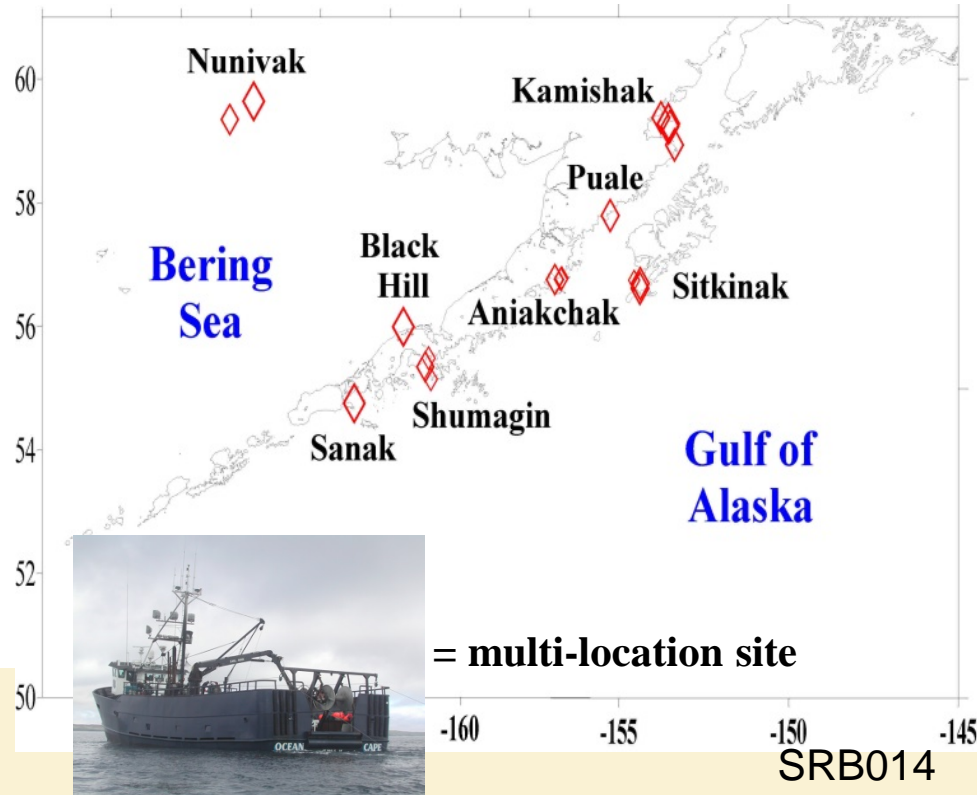 Nunivak
60
Kamishak
Puale
58
Black
Hill
Bering
Sea
Sitkinak
Aniakchak
56
Shumagin
Sanak
54
Gulf of
Alaska
52
= multi-location site
50
-160
-155
-150
-145
OCEAN CAPE
SRB014